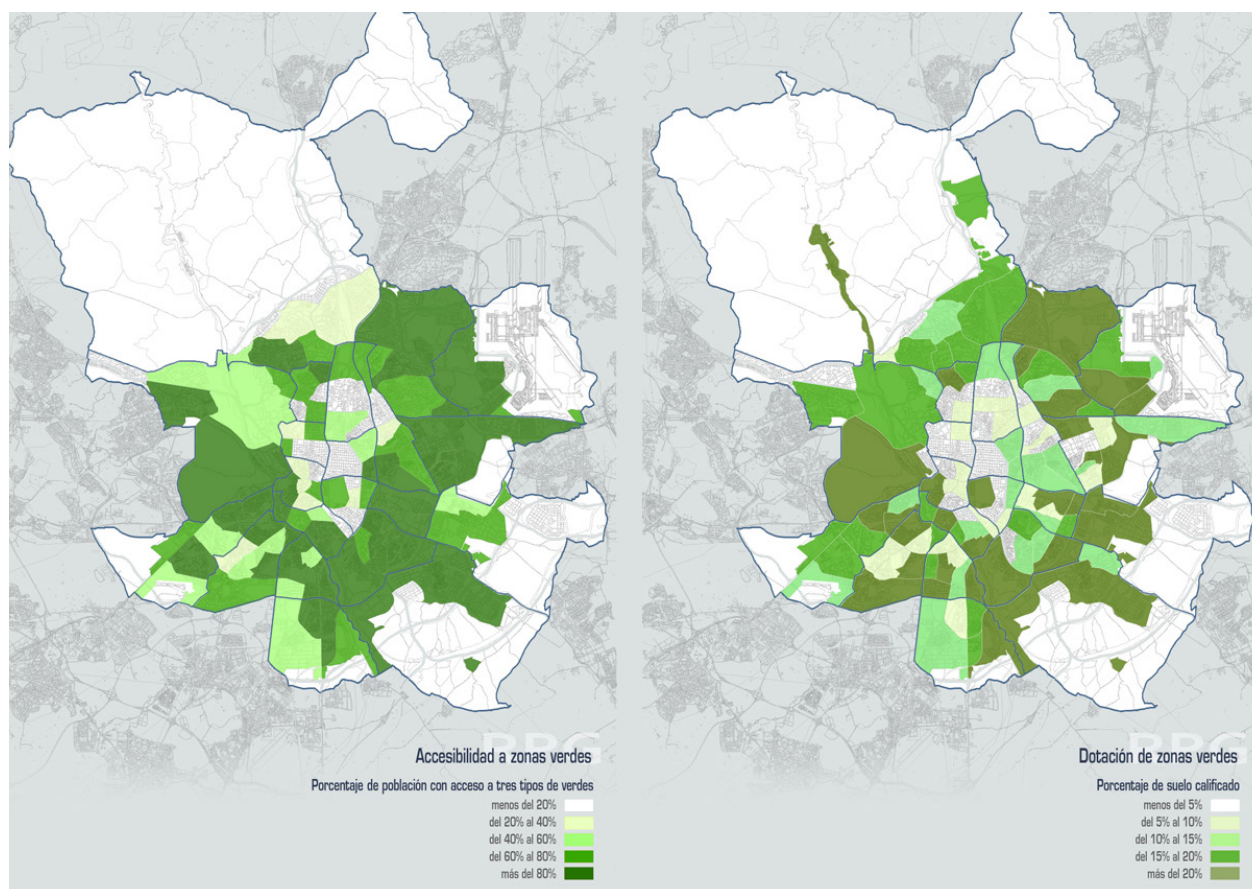 Accesibilidad a zonas verdes
Porcentaje de población con acceso a tres tipos de verdes
menos del 20%
del 20% al 40%
del 40% al 60%
del 60% al 80%
más del 80%
Dotación de zonas verdes
Porcentaje de suelo calificado
menos del 5%
del 5% al 10%
del 10% al 15%
del 15% al 20%
más del 20%